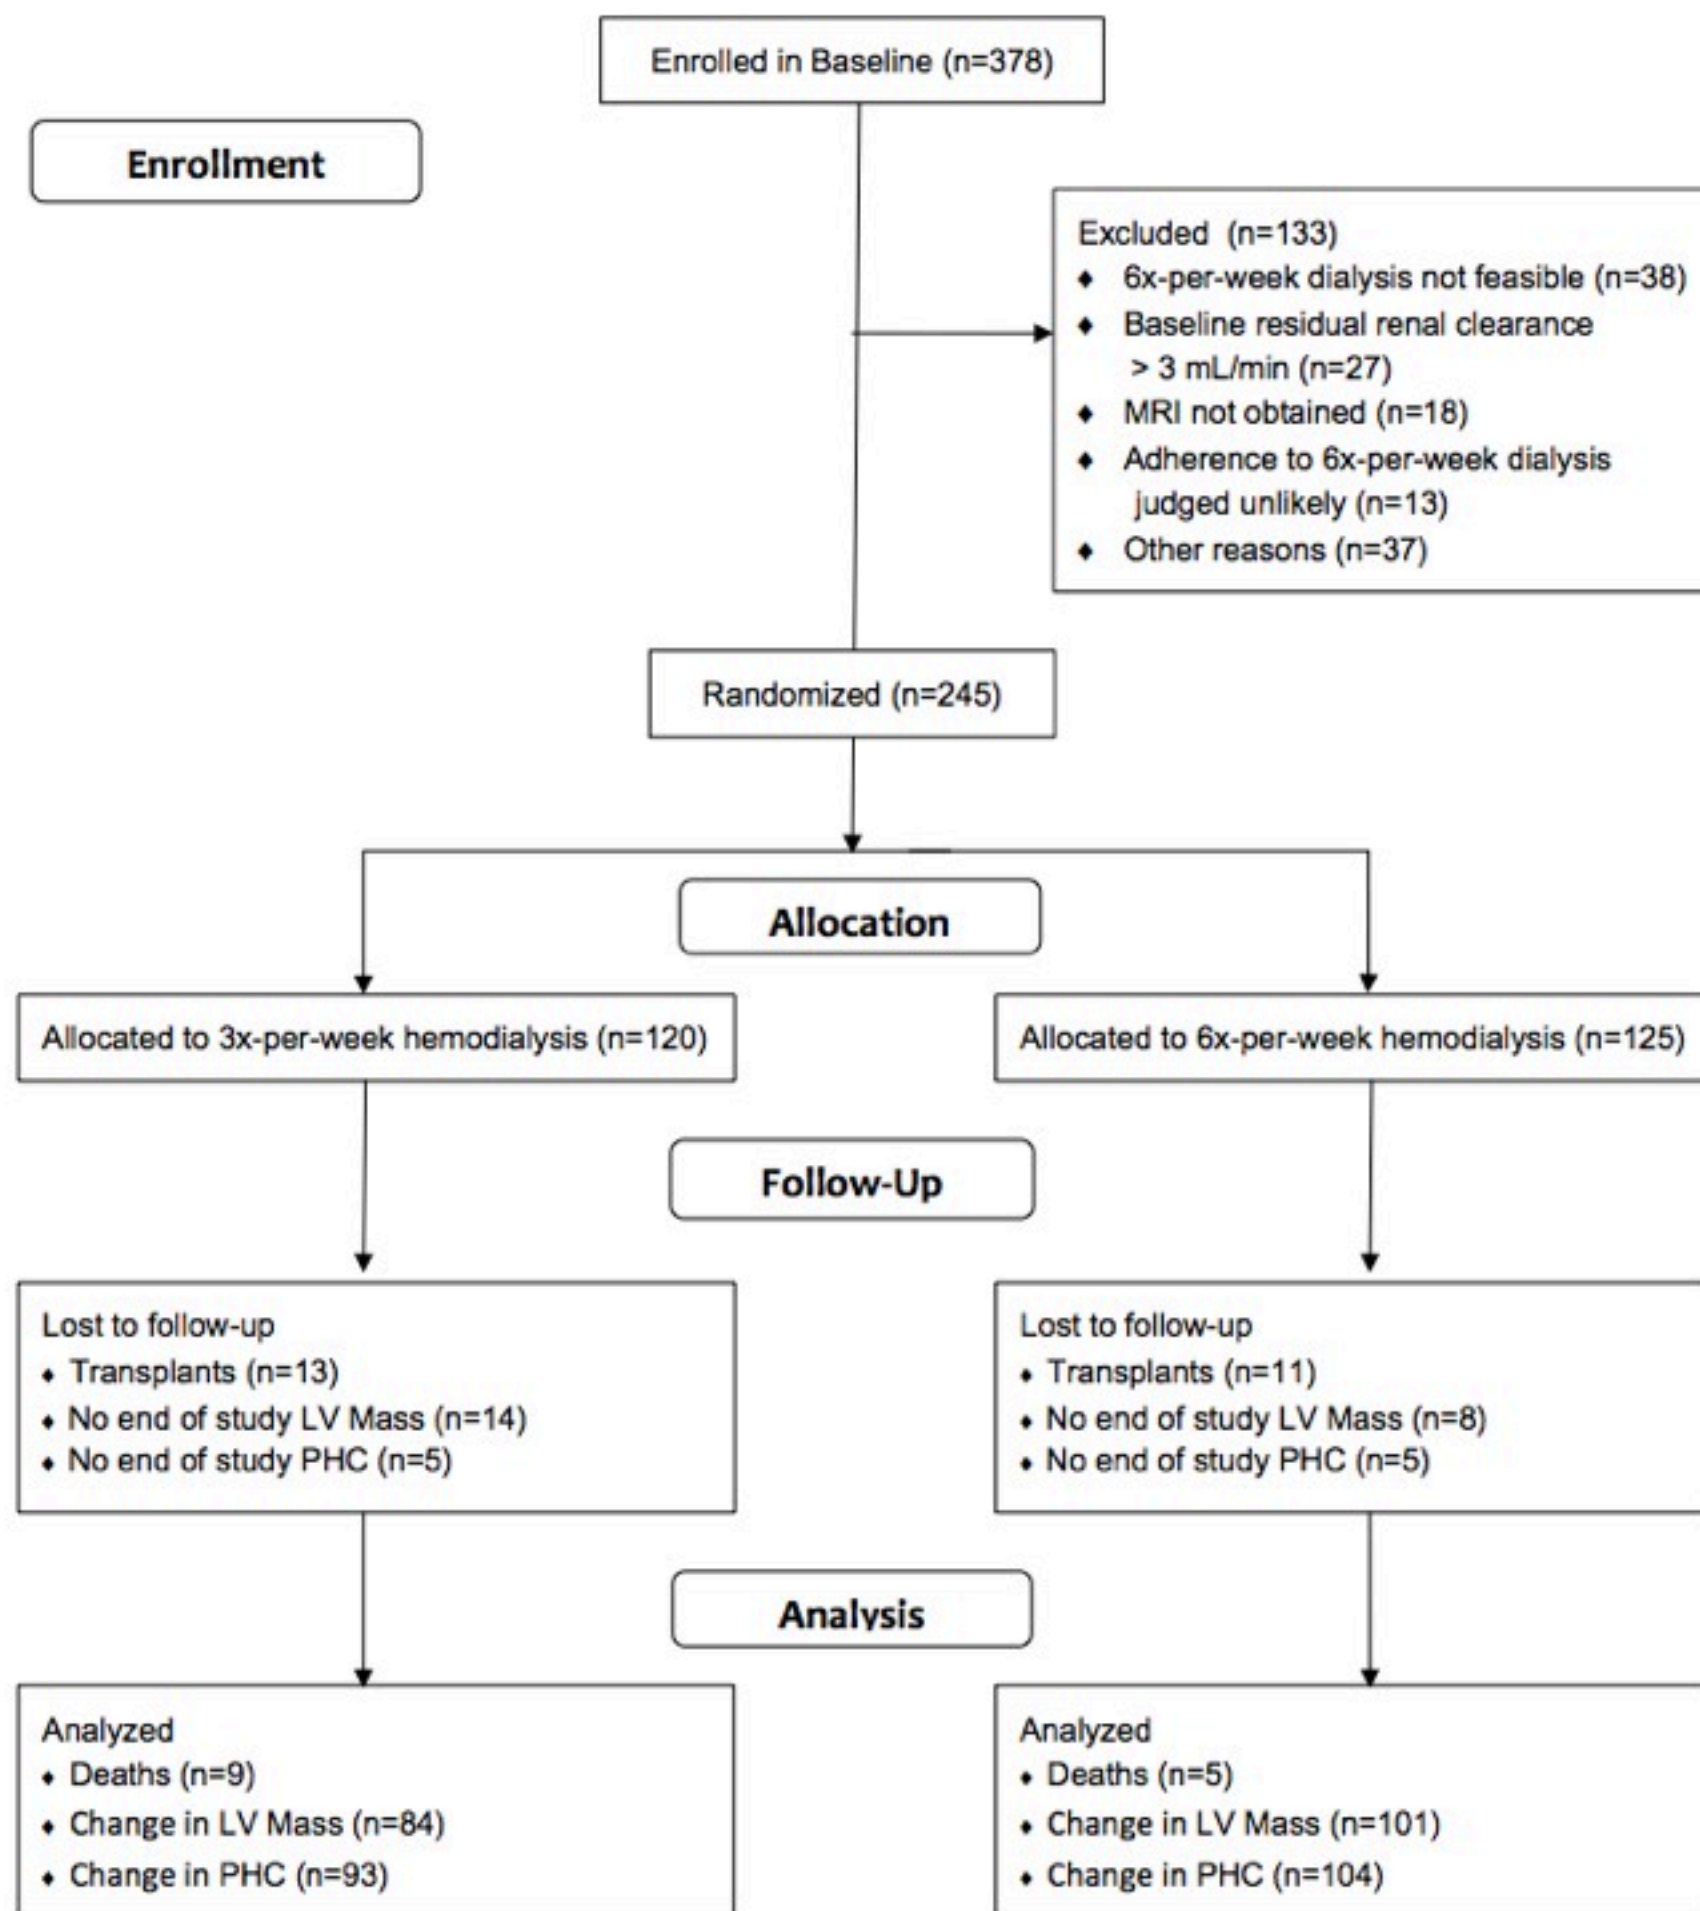 Enrolled in Baseline (n=378)
Enrollment
Excluded (n=133)
♦ 6x-per-week dialysis not feasible (n=38)
♦ Baseline residual renal clearance
> 3 mL/min (n=27)
♦ MRI not obtained (n=18)
♦ Adherence to 6x-per-week dialysis
judged unlikely (n=13)
♦ Other reasons (n=37)
Randomized (n=245)
Allocation
Allocated to 3x-per-week hemodialysis (n=120)
Allocated to 6x-per-week hemodialysis (n=125)
Follow-Up
Lost to follow-up
♦ Transplants (n=13)
♦ No end of study LV Mass (n=14)
♦ No end of study PHC (n=5)
Lost to follow-up
♦ Transplants (n=11)
♦ No end of study LV Mass (n=8)
♦ No end of study PHC (n=5)
Analysis
Analyzed
♦ Deaths (n=9)
♦ Change in LV Mass (n=84)
♦ Change in PHC (n=93)
Analyzed
♦ Deaths (n=5)
♦ Change in LV Mass (n=101)
♦ Change in PHC (n=104)